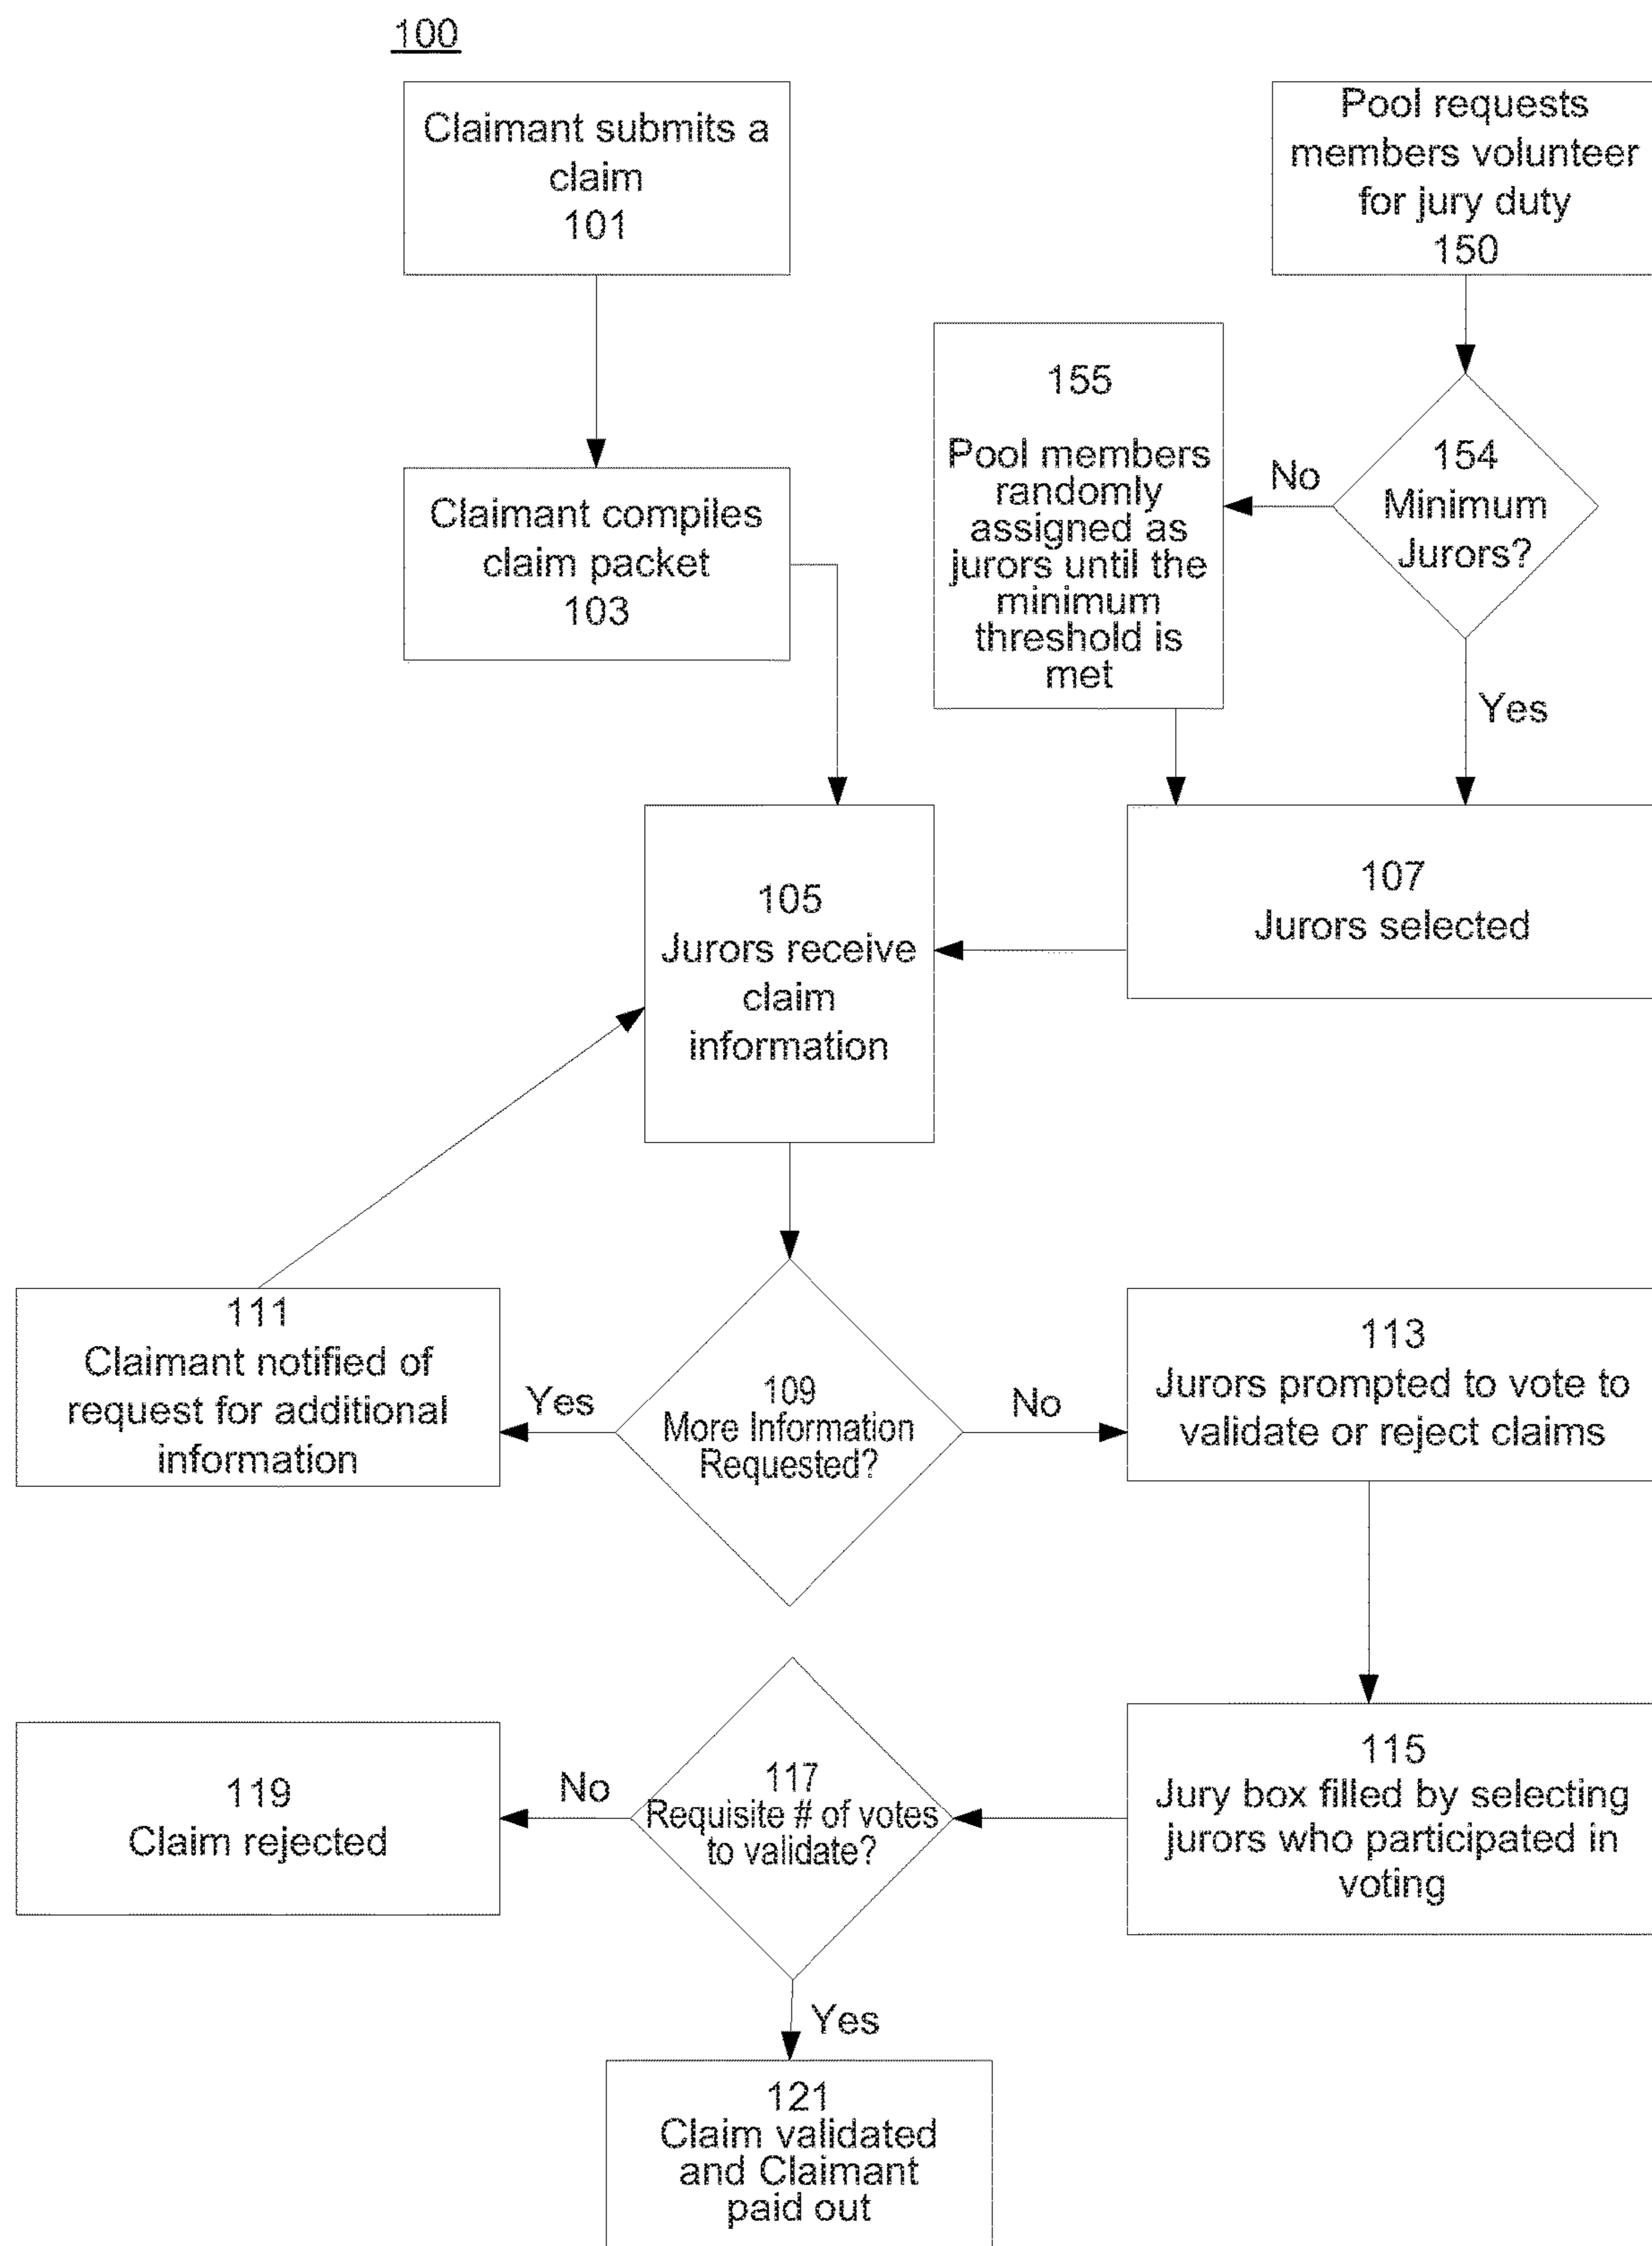 100
Claimant submits a
claim
101
Pool requests
members volunteer
for jury duty
150
155
Pool members
randomly
assigned as
jurors until the
minimum
threshold is
met
No
154
Minimum
Jurors?
Yes
Claimant compiles
claim packet
103
105
Jurors receive
claim
information
107
Jurors selected
111
Claimant notified of
request for additional
information
Yes
109
More Information
Requested?
No
113
Jurors prompted to vote to
validate or reject claims
119
Claim rejected
No
117
Requisite # of votes
to validate?
115
Jury box filled by selecting
jurors who participated in
voting
Yes
121
Claim validated
and Claimant
paid out